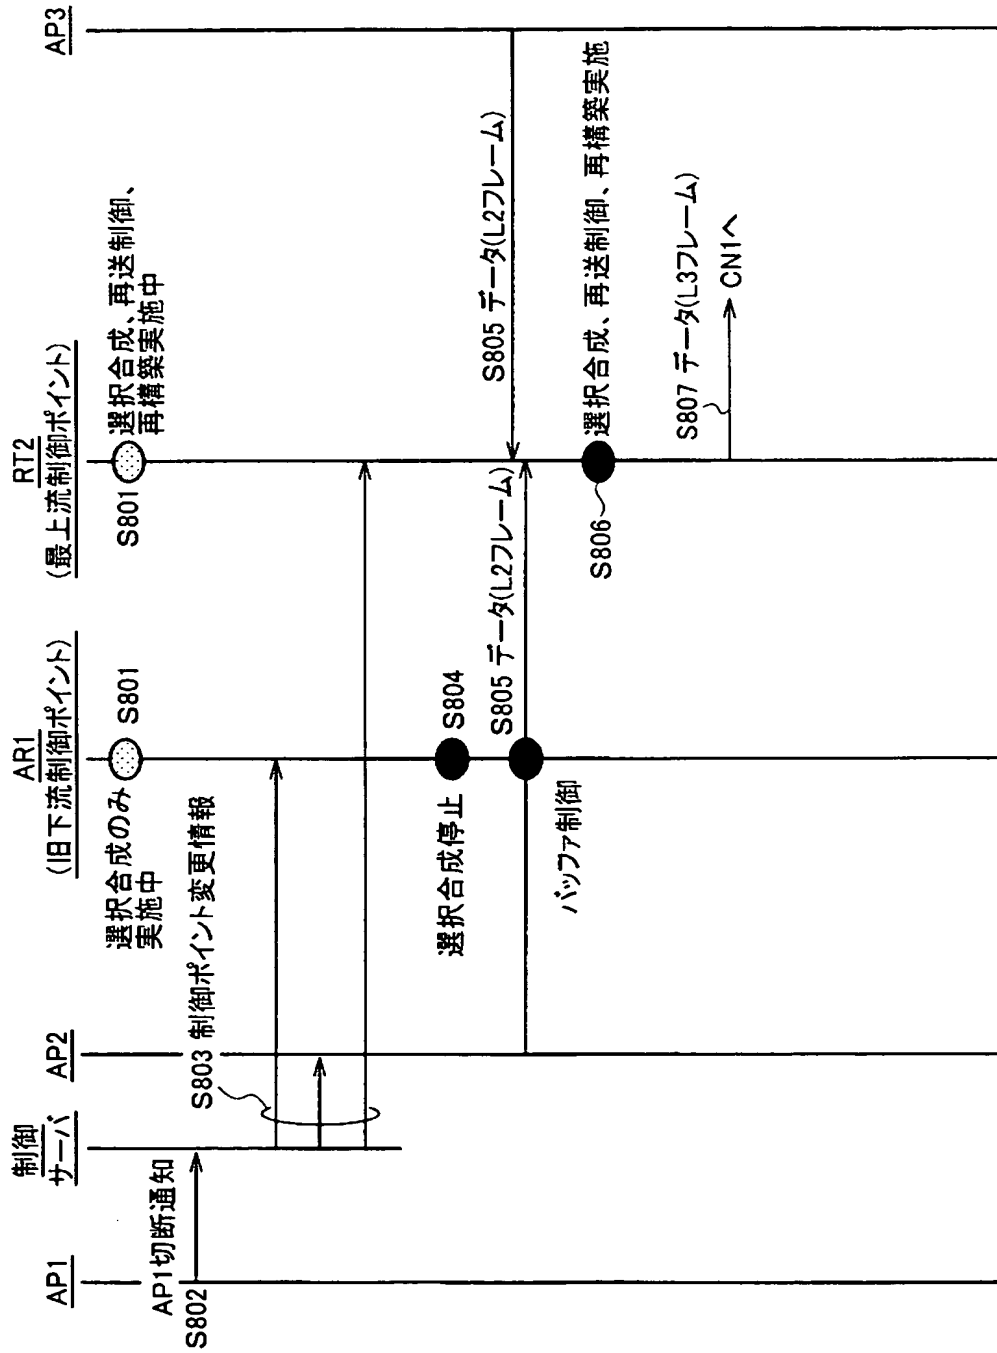 AP1
制御
サーバ
AP2
AR1
(旧下流制御ポイント)
RT2
(最上流制御ポイント)
AP3
選択合成のみ
実施中
S801
S801
選択合成、再送制御、
再構築実施中
AP1切断通知
S802
S803 制御ポイント変更情報
選択合成停止
S804
S805 データ(L2フレーム)
S805 データ(L2フレーム)
バッファ制御
S806
選択合成、再送制御、再構築実施
S807 データ(L3フレーム)
CN1へ